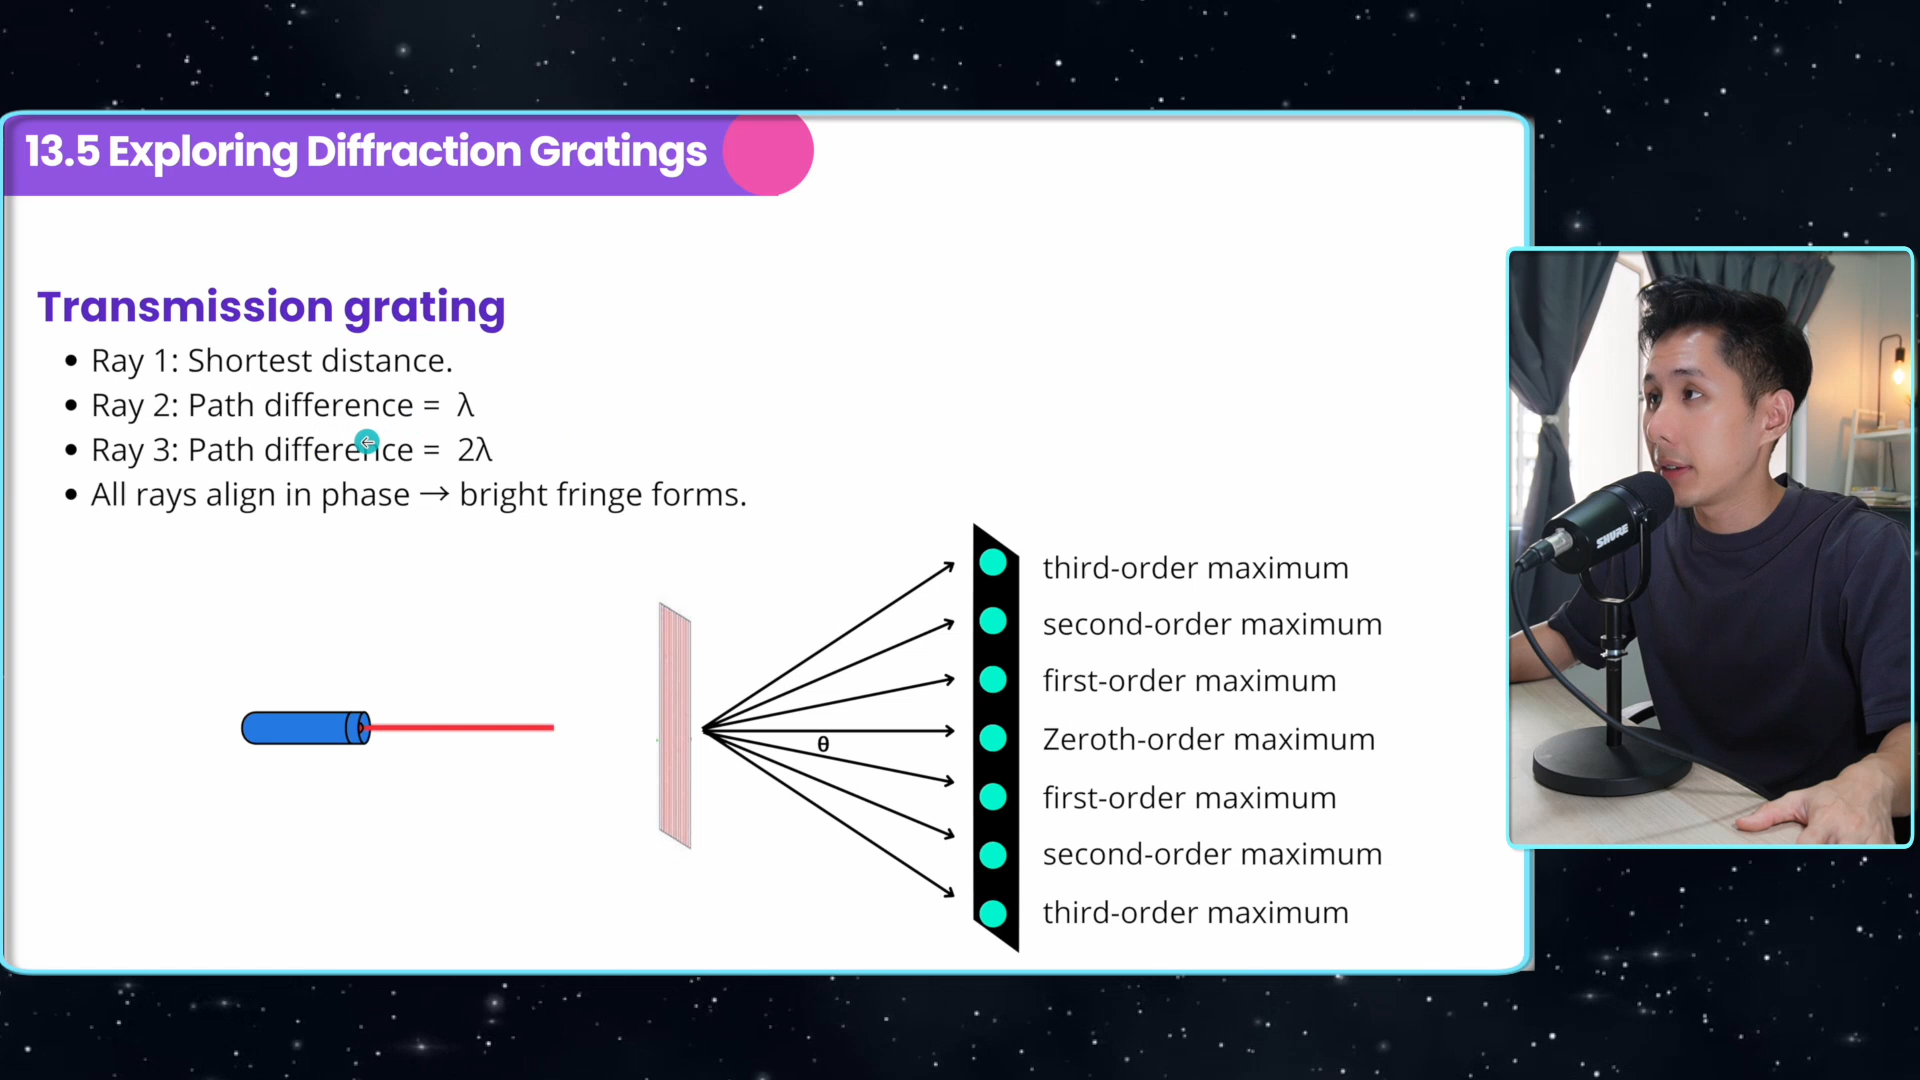 13.5 Exploring Diffraction Gratings
Transmission grating
• Ray 1: Shortest distance.
• Ray 2: Path difference = λ
• Ray 3: Path difference = 2λ
• All rays align in phase → bright fringe forms.
third-order maximum
second-order maximum
first-order maximum
Zeroth-order maximum
θ
first-order maximum
second-order maximum
third-order maximum
SHURE